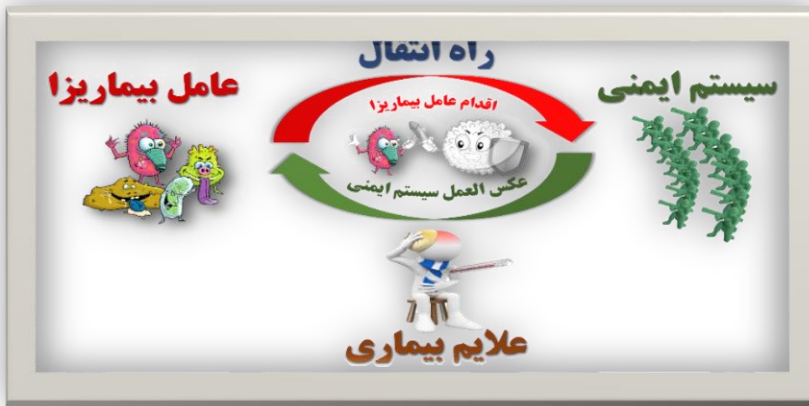 راه انتقال
سیستم ایمنی
عامل بیماریزا
اقدام عامل بیماریزا
عکس العمل سیستم ایمنی
علایم بیماری